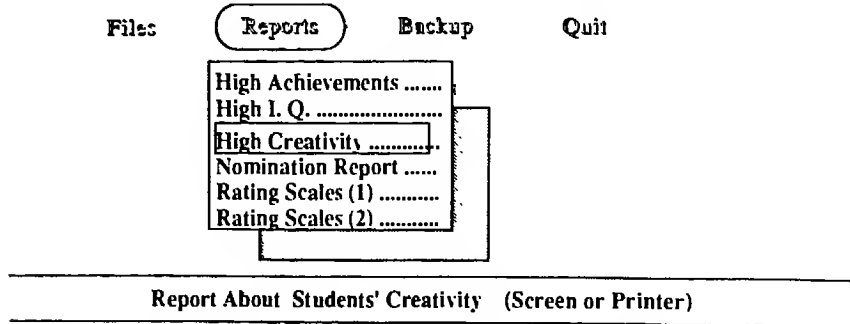 Files Reports Backup Quit
High Achievements .......
High I. Q. ........................
High Creativity .............
Nomination Report ......
Rating Scales (1) ...........
Rating Scales (2) ...........
Report About Students' Creativity (Screen or Printer)